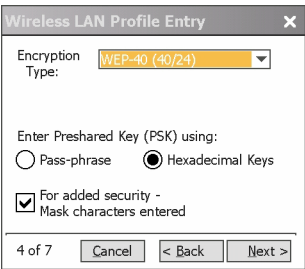 Wireless LAN Profile Entry
Encryption Type:
WEP-40 (40/24)
Enter Preshared Key (PSK) using:
Pass-phrase
Hexadecimal Keys
For added security -
Mask characters entered
4 of 7
Cancel
< Back
Next >